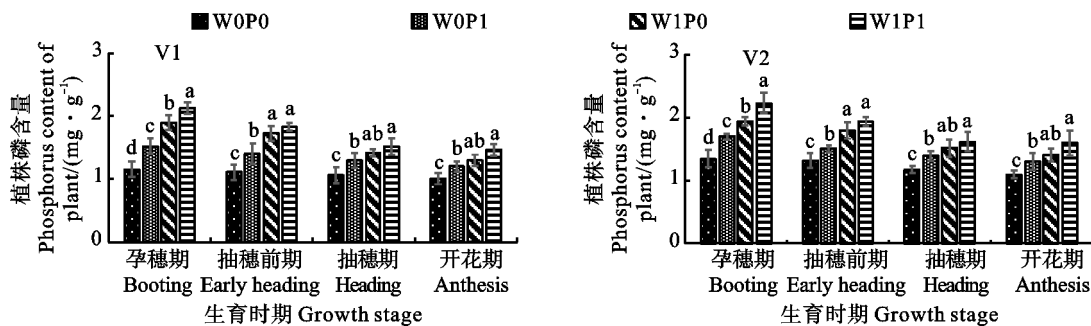 W0P0 W0P1 W1P0 W1P1
V1
植株磷含量
Phosphorus content of
plant/(mg·g⁻¹)
3
2
1
0
d c b a
c b a a
c b ab a
c b ab a
孕穗期 抽穗前期 抽穗期 开花期
Booting Early heading Heading Anthesis
生育时期 Growth stage
V2
植株磷含量
Phosphorus content of
plant/(mg·g⁻¹)
3
2
1
0
d c b a
c b a a
c b ab a
c b ab a
孕穗期 抽穗前期 抽穗期 开花期
Booting Early heading Heading Anthesis
生育时期 Growth stage